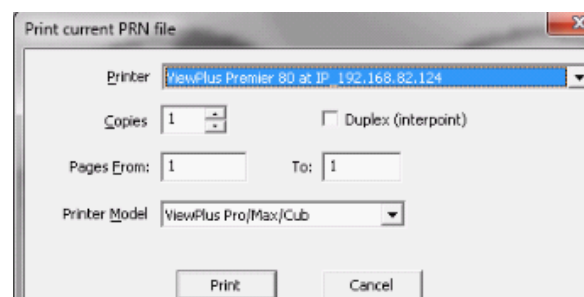 Print current PRN file
Printer ViewPlus Premier 80 at IP_192.168.82.124
Copies 1 Duplex (interpoint)
Pages From: 1 To: 1
Printer Model ViewPlus Pro/Max/Cub
Print Cancel